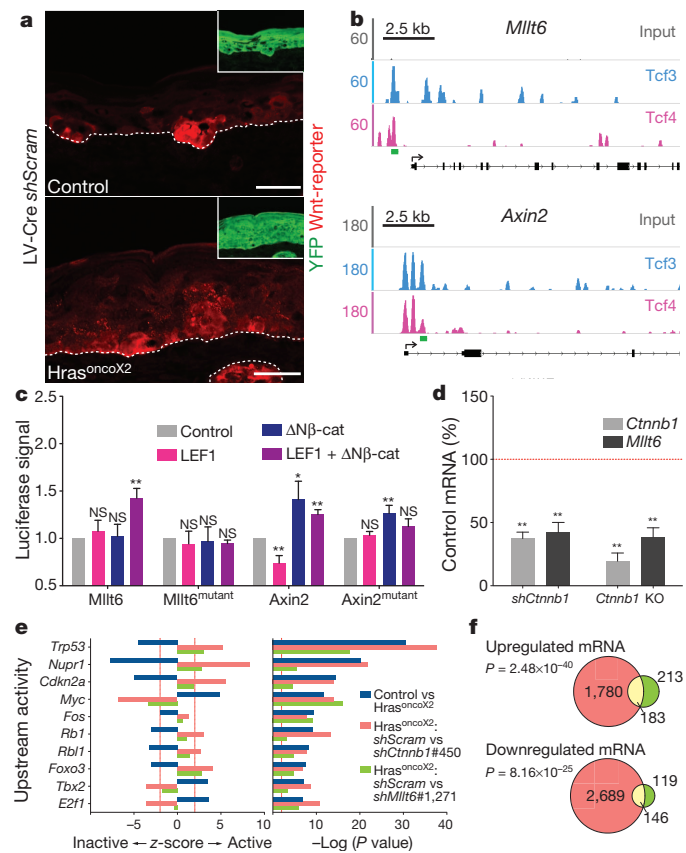 a
LV-Cre shScram
Control
Hras^oncoX2
YFP Wnt-reporter
b
60
2.5 kb
Mllt6
Input
60
Tcf3
60
Tcf4
180
2.5 kb
Axin2
Input
180
Tcf3
180
Tcf4
c
Luciferase signal
2.5
2.0
1.5
1.0
0.5
Control
ΔNβ-cat
LEF1
LEF1 + ΔNβ-cat
NS NS **
NS NS NS
** * **
NS ** NS
Mllt6
Mllt6^mutant
Axin2
Axin2^mutant
d
Control mRNA (%)
150
100
50
0
Ctnnb1
Mllt6
** **
** **
shCtnnb1
Ctnnb1 KO
e
Upstream activity
Trp53
Nupr1
Cdkn2a
Myc
Fos
Rb1
Rbl1
Foxo3
Tbx2
E2f1
−5 0 5 10
Inactive ← z-score → Active
0 20 40
−Log (P value)
Control vs
Hras^oncoX2
Hras^oncoX2:
shScram vs
shCtnnb1#450
Hras^oncoX2:
shScram vs
shMllt6#1,271
f
Upregulated mRNA
P = 2.48×10^−40
213
1,780
183
Downregulated mRNA
P = 8.16×10^−25
119
2,689
146